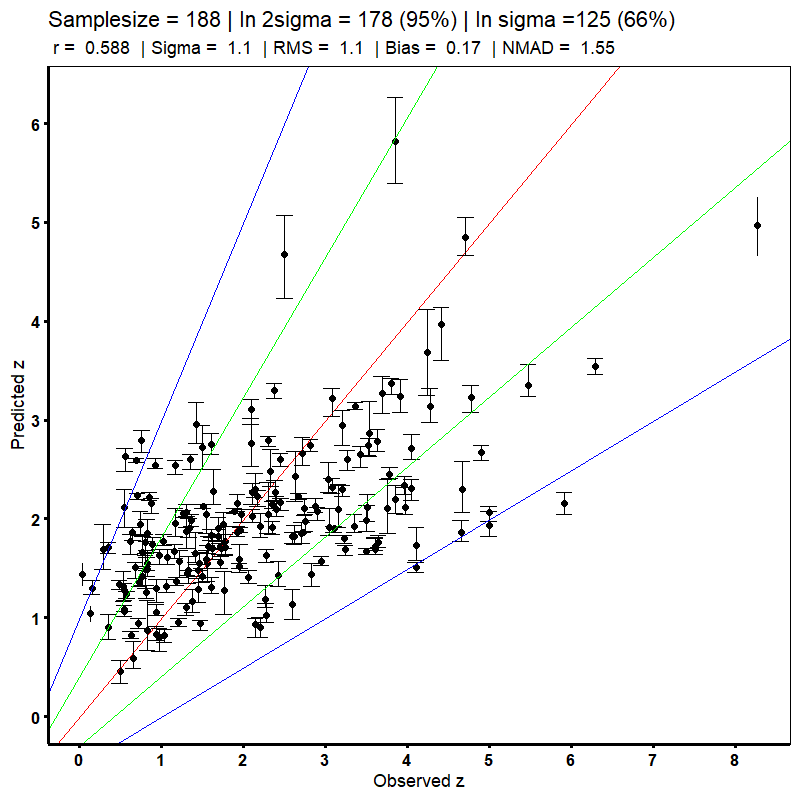 Samplesize = 188 | In 2sigma = 178 (95%) | In sigma =125 (66%)
r = 0.588 | Sigma = 1.1 | RMS = 1.1 | Bias = 0.17 | NMAD = 1.55
6
5
4
3
2
1
0
Predicted z
0 1 2 3 4 5 6 7 8
Observed z